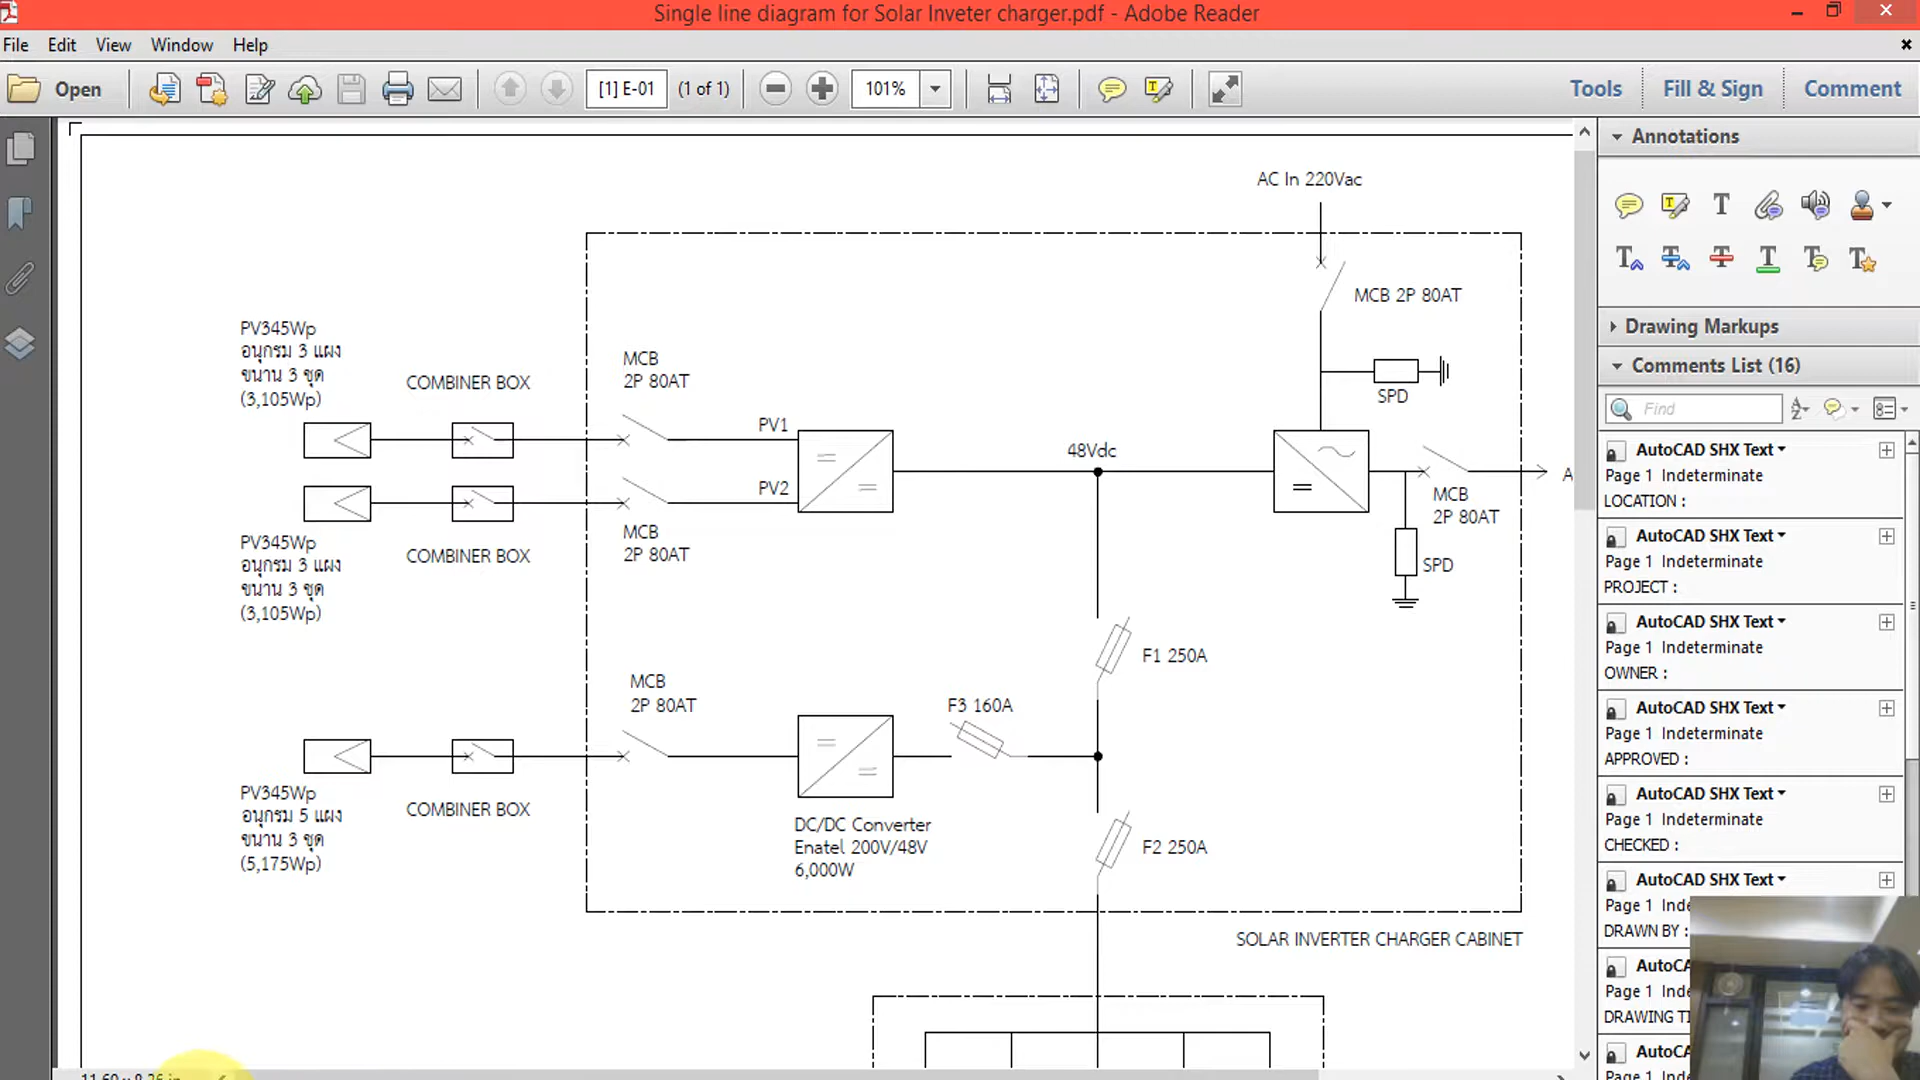 Single line diagram for Solar Inveter charger.pdf - Adobe Reader
File Edit View Window Help
Open
[1] E-01
(1 of 1)
101%
Tools
Fill & Sign
Comment
AC In 220Vac
MCB 2P 80AT
SPD
PV345Wp
อนุกรม 3 แผง
ขนาน 3 ชุด
(3,105Wp)
COMBINER BOX
MCB
2P 80AT
PV1
48Vdc
PV2
MCB
2P 80AT
A
MCB
2P 80AT
SPD
PV345Wp
อนุกรม 3 แผง
ขนาน 3 ชุด
(3,105Wp)
COMBINER BOX
F1 250A
MCB
2P 80AT
F3 160A
PV345Wp
อนุกรม 5 แผง
ขนาน 3 ชุด
(5,175Wp)
COMBINER BOX
DC/DC Converter
Enatel 200V/48V
6,000W
F2 250A
SOLAR INVERTER CHARGER CABINET
Annotations
Drawing Markups
Comments List (16)
Find
AutoCAD SHX Text
Page 1 Indeterminate
LOCATION :
AutoCAD SHX Text
Page 1 Indeterminate
PROJECT :
AutoCAD SHX Text
Page 1 Indeterminate
OWNER :
AutoCAD SHX Text
Page 1 Indeterminate
APPROVED :
AutoCAD SHX Text
Page 1 Indeterminate
CHECKED :
AutoCAD SHX Text
Page 1 Inde
DRAWN BY :
AutoCA
Page 1 Inde
DRAWING TI
AutoCA
Page 1 Inde